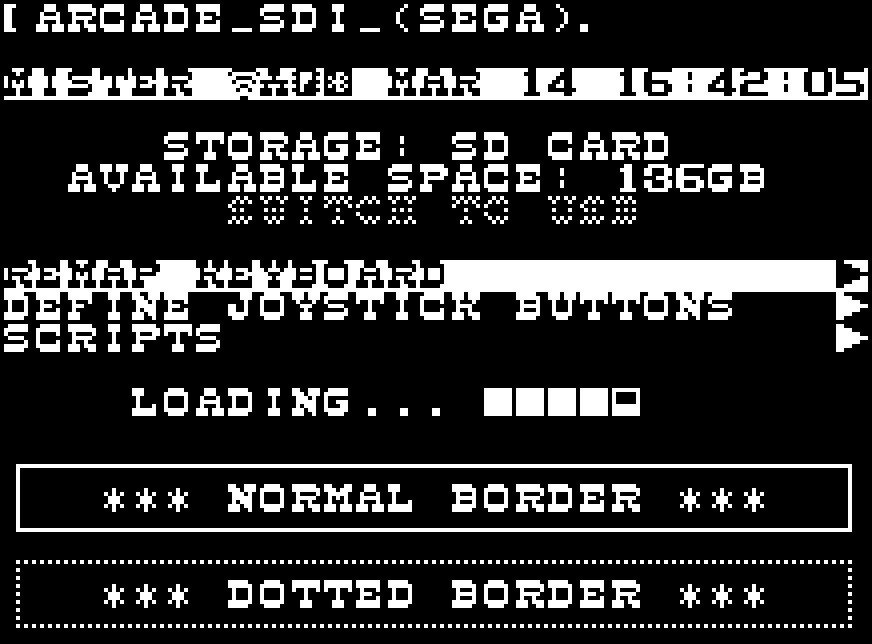 [ ARCADE_SDI_(SEGA).
MISTER MAR 14 16:42:05
STORAGE: SD CARD
AVAILABLE SPACE: 136GB
SWITCH TO USB
REMAP KEYBOARD
DEFINE JOYSTICK BUTTONS
SCRIPTS
LOADING...
*** NORMAL BORDER ***
*** DOTTED BORDER ***